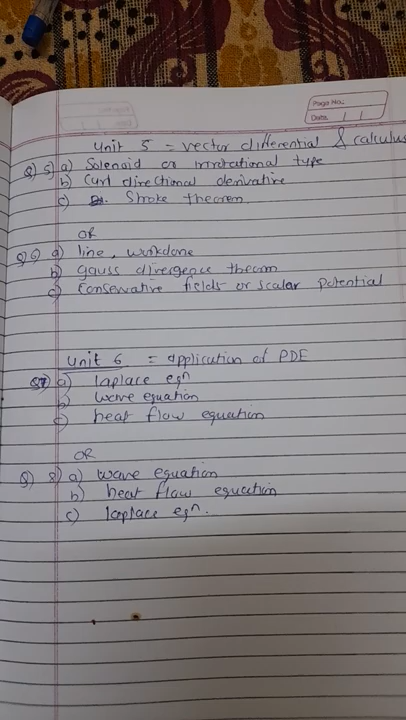 Page No.:
Date: / /
Unit 5 = vector differential & calculus
Q) 5) a) Solenoid or irrotational type
b) Curl directional derivative
c) Stroke theorem
OR
Q) 6) a) line, workdone
b) gauss divergence theom
c) Conservative fields or scalar potential
Unit 6 = application of PDE
Q7) a) laplace eqn
b) wave equation
c) heat flow equation
OR
Q) 8) a) wave equation
b) heat flow equation
c) laplace eqn.